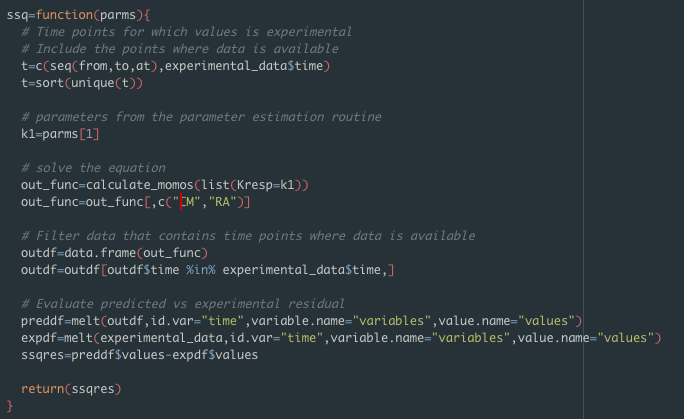 ssq=function(parms){
  # Time points for which values is experimental
  # Include the points where data is available
  t=c(seq(from,to,at),experimental_data$time)
  t=sort(unique(t))

  # parameters from the parameter estimation routine
  k1=parms[1]

  # solve the equation
  out_func=calculate_momos(list(Kresp=k1))
  out_func=out_func[,c("CM","RA")]

  # Filter data that contains time points where data is available
  outdf=data.frame(out_func)
  outdf=outdf[outdf$time %in% experimental_data$time,]

  # Evaluate predicted vs experimental residual
  preddf=melt(outdf,id.var="time",variable.name="variables",value.name="values")
  expdf=melt(experimental_data,id.var="time",variable.name="variables",value.name="values")
  ssqres=preddf$values-expdf$values

  return(ssqres)
}